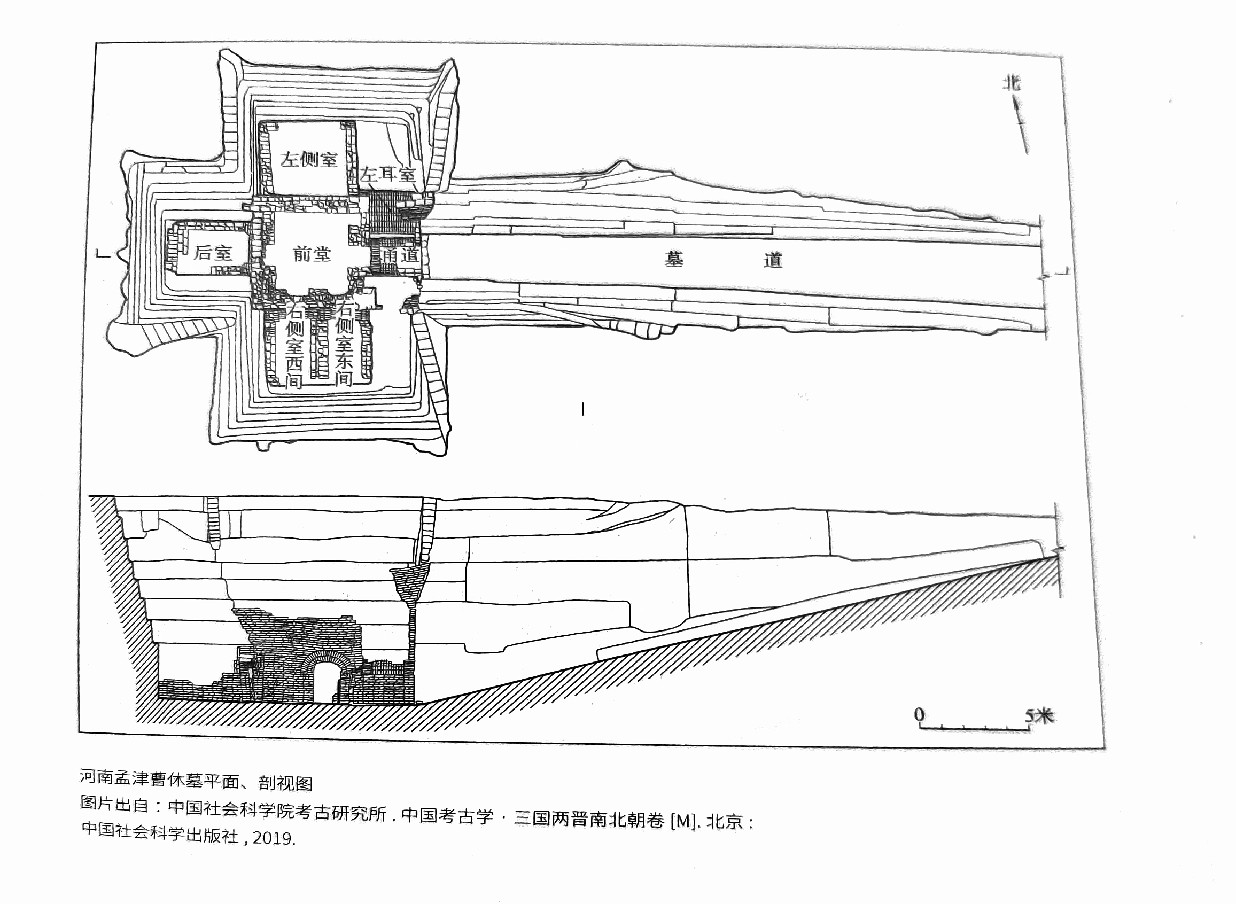 北
左侧室
左耳室
后室
前堂
甬道
墓道
右侧室西间
右侧室东间
0 5米
河南孟津曹休墓平面、剖视图
图片出自：中国社会科学院考古研究所．中国考古学·三国两晋南北朝卷 [M]. 北京：
中国社会科学出版社 , 2019.